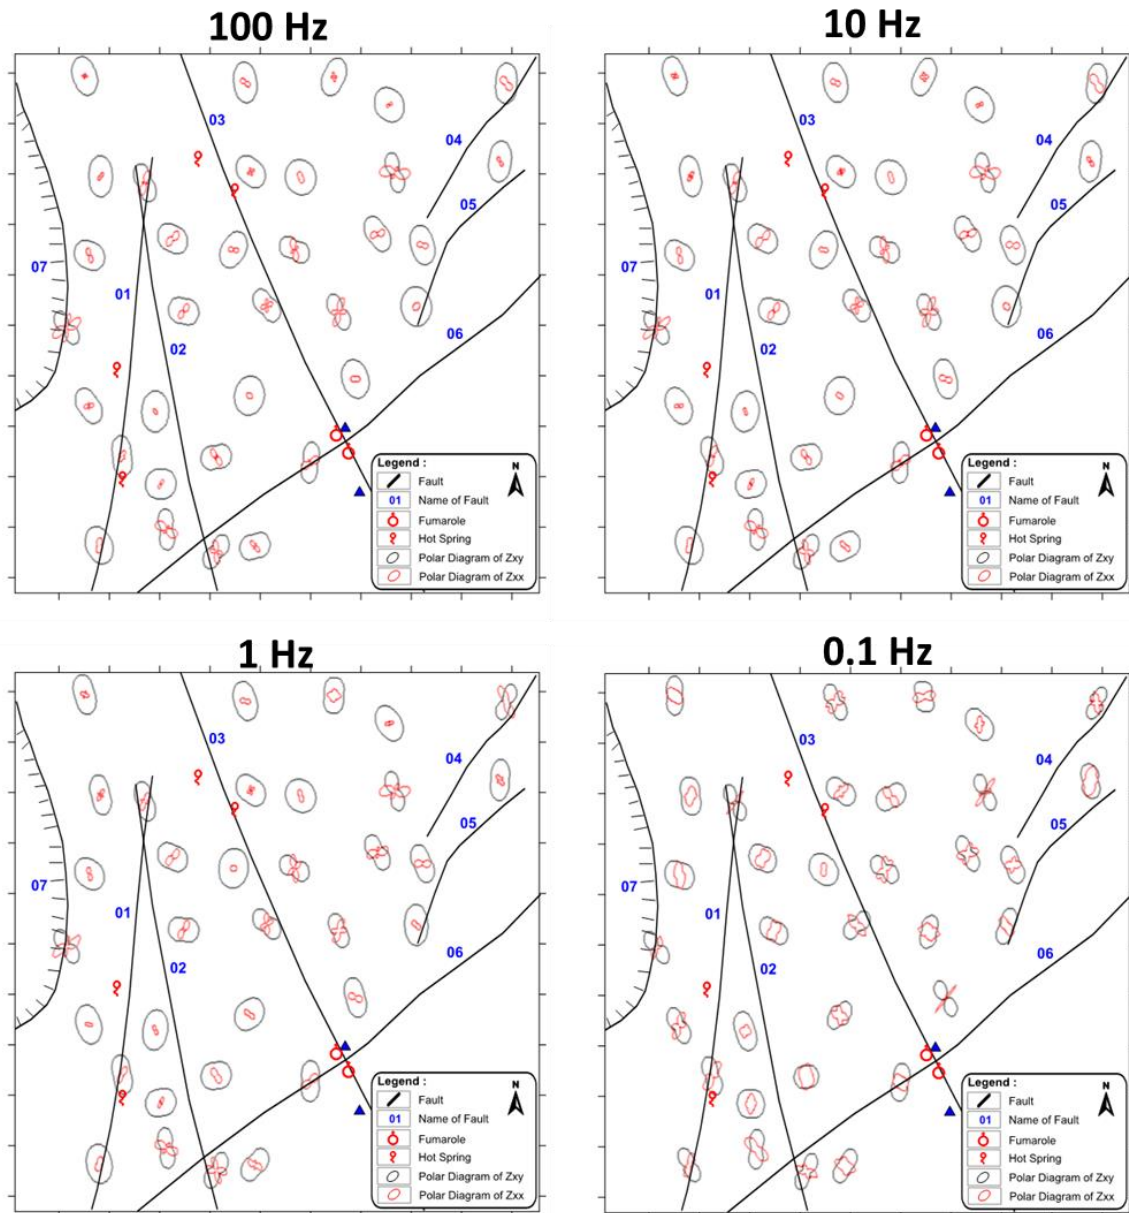 100 Hz
03
04
05
07
01
06
02
Legend :
N
Fault
01 Name of Fault
Fumarole
Hot Spring
Polar Diagram of Zxy
Polar Diagram of Zxx
10 Hz
03
04
05
07
01
06
02
Legend :
N
Fault
01 Name of Fault
Fumarole
Hot Spring
Polar Diagram of Zxy
Polar Diagram of Zxx
1 Hz
03
04
05
07
01
06
02
Legend :
N
Fault
01 Name of Fault
Fumarole
Hot Spring
Polar Diagram of Zxy
Polar Diagram of Zxx
0.1 Hz
03
04
05
07
01
06
02
Legend :
N
Fault
01 Name of Fault
Fumarole
Hot Spring
Polar Diagram of Zxy
Polar Diagram of Zxx